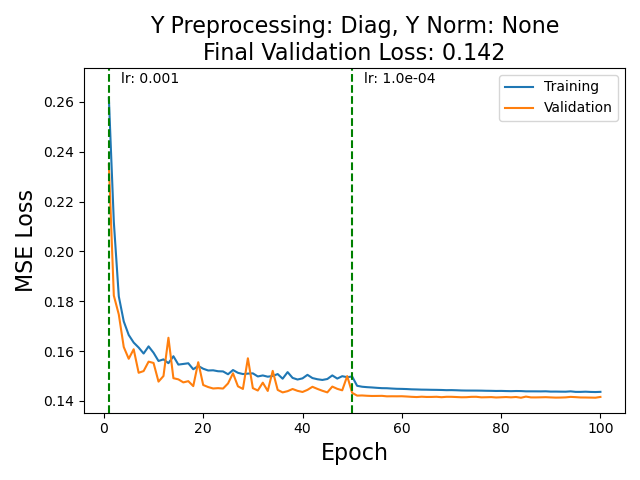 Y Preprocessing: Diag, Y Norm: None
Final Validation Loss: 0.142
lr: 0.001
lr: 1.0e-04
Training
Validation
0.26
0.24
0.22
0.20
0.18
0.16
0.14
MSE Loss
0
20
40
60
80
100
Epoch